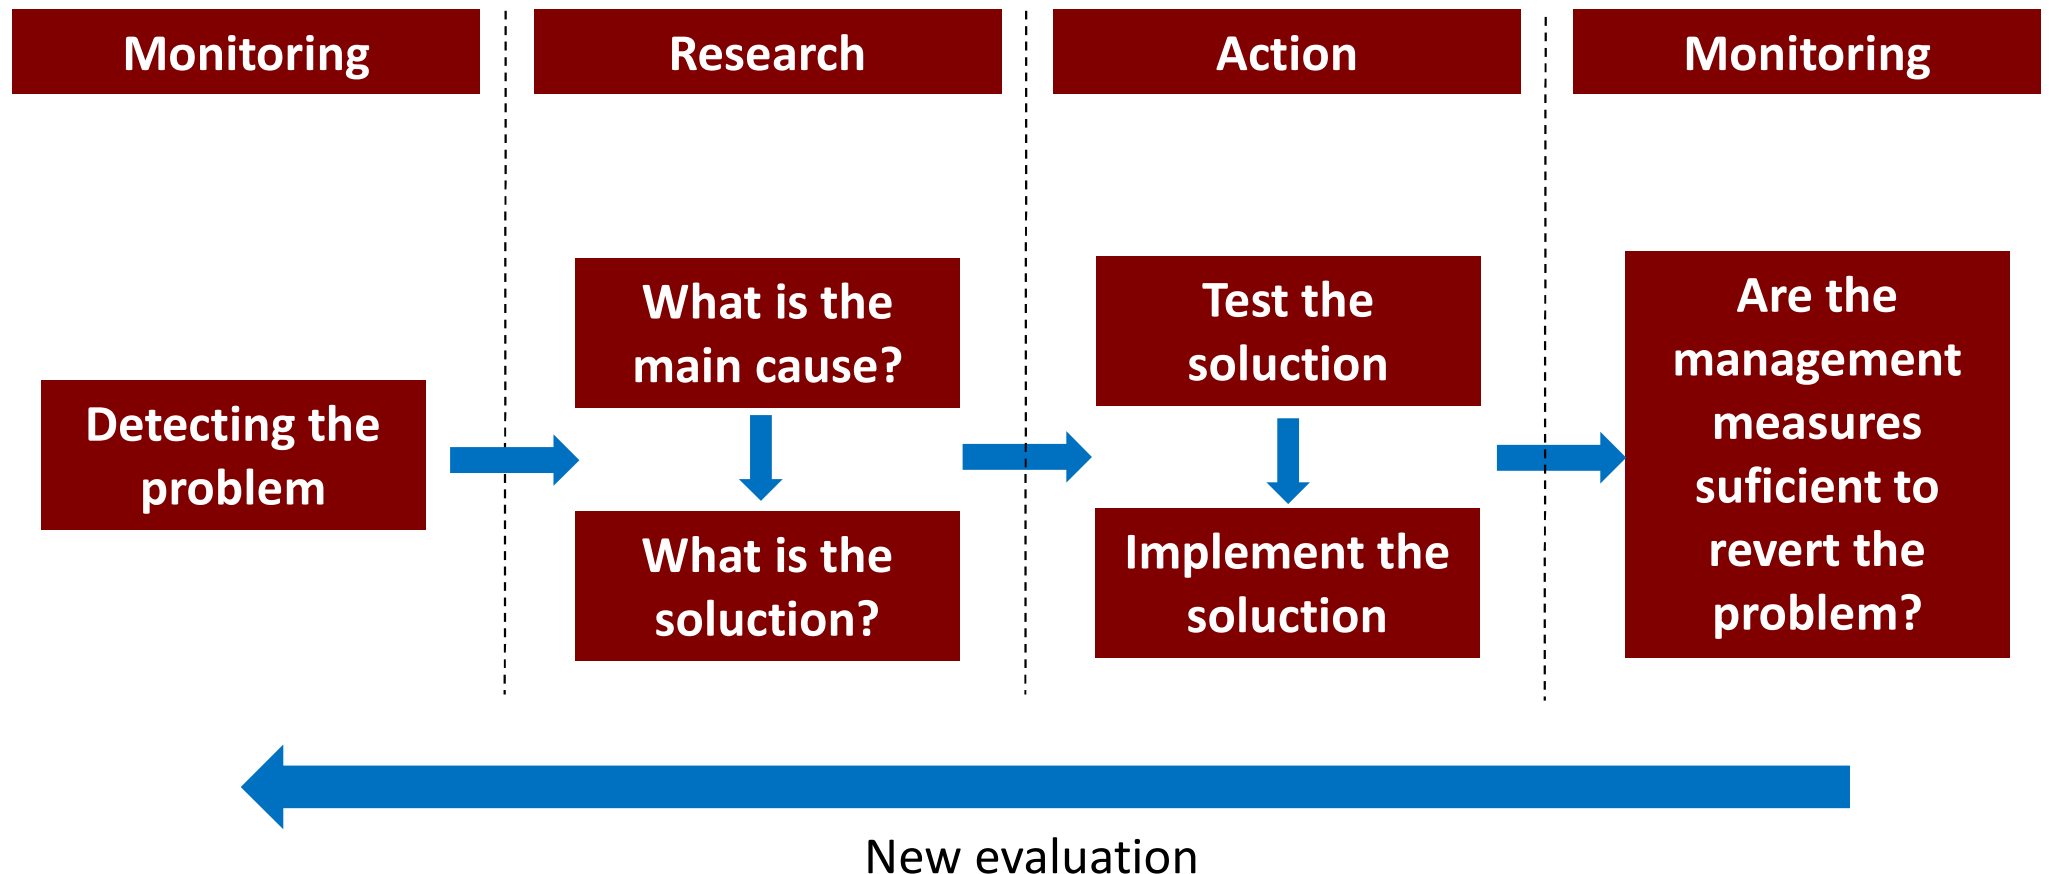 Monitoring
Research
Action
Monitoring
Detecting the
problem
What is the
main cause?
What is the
soluction?
Test the
soluction
Implement the
soluction
Are the
management
measures
suficient to
revert the
problem?
New evaluation